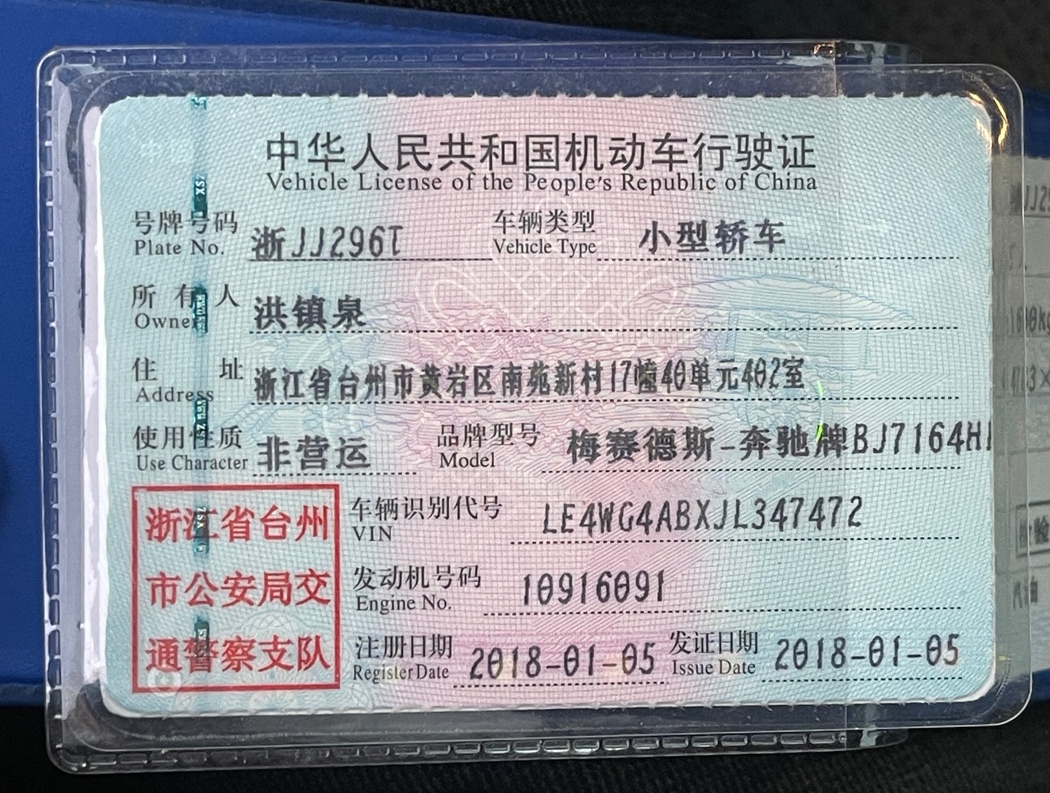 中华人民共和国机动车行驶证
Vehicle License of the People's Republic of China
号牌号码 浙JJ296T 车辆类型 小型轿车
Plate No. Vehicle Type
所有人 洪镇泉
Owner
住址 浙江省台州市黄岩区南苑新村17幢40单元402室
Address
使用性质 非营运 品牌型号 梅赛德斯-奔驰牌BJ7164H
Use Character Model
浙江省台州 车辆识别代号 LE4WG4ABXJL347472
VIN
市公安局交 发动机号码 10916091
Engine No.
通警察支队 注册日期 2018-01-05 发证日期 2018-01-05
Register Date Issue Date